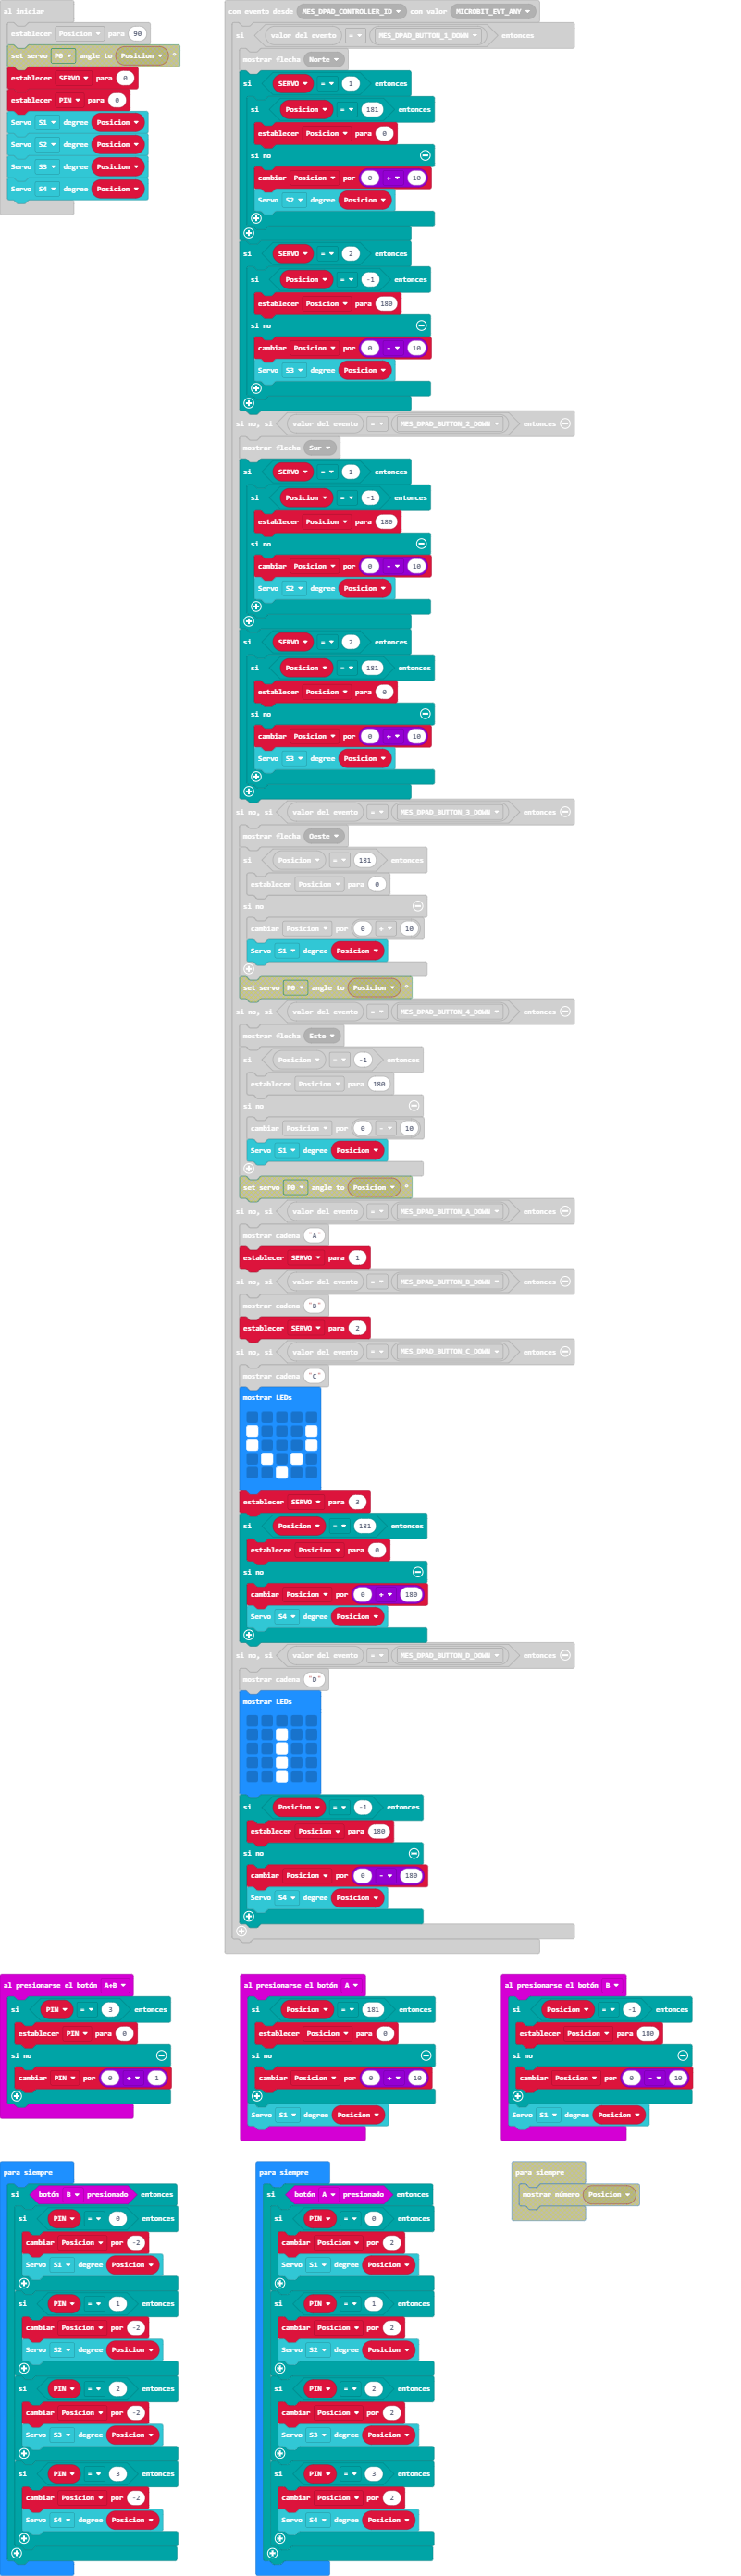 al iniciar
establecer Posicion para 90
set servo P0 angle to Posicion °
establecer SERVO para 0
establecer PIN para 0
Servo S1 degree Posicion
Servo S2 degree Posicion
Servo S3 degree Posicion
Servo S4 degree Posicion
con evento desde MES_DPAD_CONTROLLER_ID con valor MICROBIT_EVT_ANY
si valor del evento = MES_DPAD_BUTTON_1_DOWN entonces
mostrar flecha Norte
si SERVO = 1 entonces
si Posicion = 181 entonces
establecer Posicion para 0
si no
cambiar Posicion por 0 + 10
Servo S2 degree Posicion
si SERVO = 2 entonces
si Posicion = -1 entonces
establecer Posicion para 180
si no
cambiar Posicion por 0 - 10
Servo S3 degree Posicion
si no, si valor del evento = MES_DPAD_BUTTON_2_DOWN entonces
mostrar flecha Sur
si SERVO = 1 entonces
si Posicion = -1 entonces
establecer Posicion para 180
si no
cambiar Posicion por 0 - 10
Servo S2 degree Posicion
si SERVO = 2 entonces
si Posicion = 181 entonces
establecer Posicion para 0
si no
cambiar Posicion por 0 + 10
Servo S3 degree Posicion
si no, si valor del evento = MES_DPAD_BUTTON_3_DOWN entonces
mostrar flecha Oeste
si Posicion = 181 entonces
establecer Posicion para 0
si no
cambiar Posicion por 0 + 10
Servo S1 degree Posicion
set servo P0 angle to Posicion °
si no, si valor del evento = MES_DPAD_BUTTON_4_DOWN entonces
mostrar flecha Este
si Posicion = -1 entonces
establecer Posicion para 180
si no
cambiar Posicion por 0 - 10
Servo S1 degree Posicion
set servo P0 angle to Posicion °
si no, si valor del evento = MES_DPAD_BUTTON_A_DOWN entonces
mostrar cadena "A"
establecer SERVO para 1
si no, si valor del evento = MES_DPAD_BUTTON_B_DOWN entonces
mostrar cadena "B"
establecer SERVO para 2
si no, si valor del evento = MES_DPAD_BUTTON_C_DOWN entonces
mostrar cadena "C"
mostrar LEDs
establecer SERVO para 3
si Posicion = 181 entonces
establecer Posicion para 0
si no
cambiar Posicion por 0 + 180
Servo S4 degree Posicion
si no, si valor del evento = MES_DPAD_BUTTON_D_DOWN entonces
mostrar cadena "D"
mostrar LEDs
si Posicion = -1 entonces
establecer Posicion para 180
si no
cambiar Posicion por 0 - 180
Servo S4 degree Posicion
al presionarse el botón A+B
si PIN = 3 entonces
establecer PIN para 0
si no
cambiar PIN por 0 + 1
al presionarse el botón A
si Posicion = 181 entonces
establecer Posicion para 0
si no
cambiar Posicion por 0 + 10
Servo S1 degree Posicion
al presionarse el botón B
si Posicion = -1 entonces
establecer Posicion para 180
si no
cambiar Posicion por 0 - 10
Servo S1 degree Posicion
para siempre
si botón B presionado entonces
si PIN = 0 entonces
cambiar Posicion por -2
Servo S1 degree Posicion
si PIN = 1 entonces
cambiar Posicion por -2
Servo S2 degree Posicion
si PIN = 2 entonces
cambiar Posicion por -2
Servo S3 degree Posicion
si PIN = 3 entonces
cambiar Posicion por -2
Servo S4 degree Posicion
para siempre
si botón A presionado entonces
si PIN = 0 entonces
cambiar Posicion por 2
Servo S1 degree Posicion
si PIN = 1 entonces
cambiar Posicion por 2
Servo S2 degree Posicion
si PIN = 2 entonces
cambiar Posicion por 2
Servo S3 degree Posicion
si PIN = 3 entonces
cambiar Posicion por 2
Servo S4 degree Posicion
para siempre
mostrar número Posicion